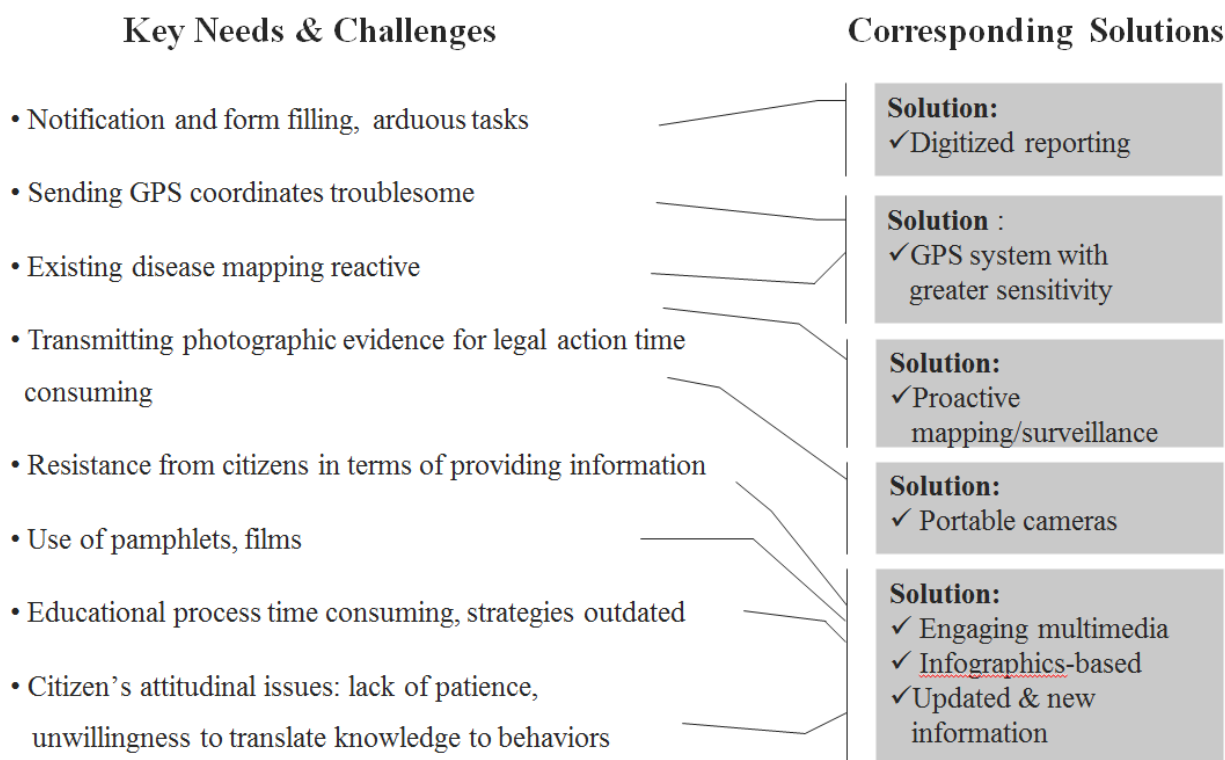 Key Needs & Challenges
• Notification and form filling, arduous tasks
• Sending GPS coordinates troublesome
• Existing disease mapping reactive
• Transmitting photographic evidence for legal action time
consuming
• Resistance from citizens in terms of providing information
• Use of pamphlets, films
• Educational process time consuming, strategies outdated
• Citizen’s attitudinal issues: lack of patience,
unwillingness to translate knowledge to behaviors
Corresponding Solutions
Solution:
✓Digitized reporting
Solution :
✓GPS system with
greater sensitivity
Solution:
✓Proactive
mapping/surveillance
Solution:
✓ Portable cameras
Solution:
✓ Engaging multimedia
✓ Infographics-based
✓Updated & new
information